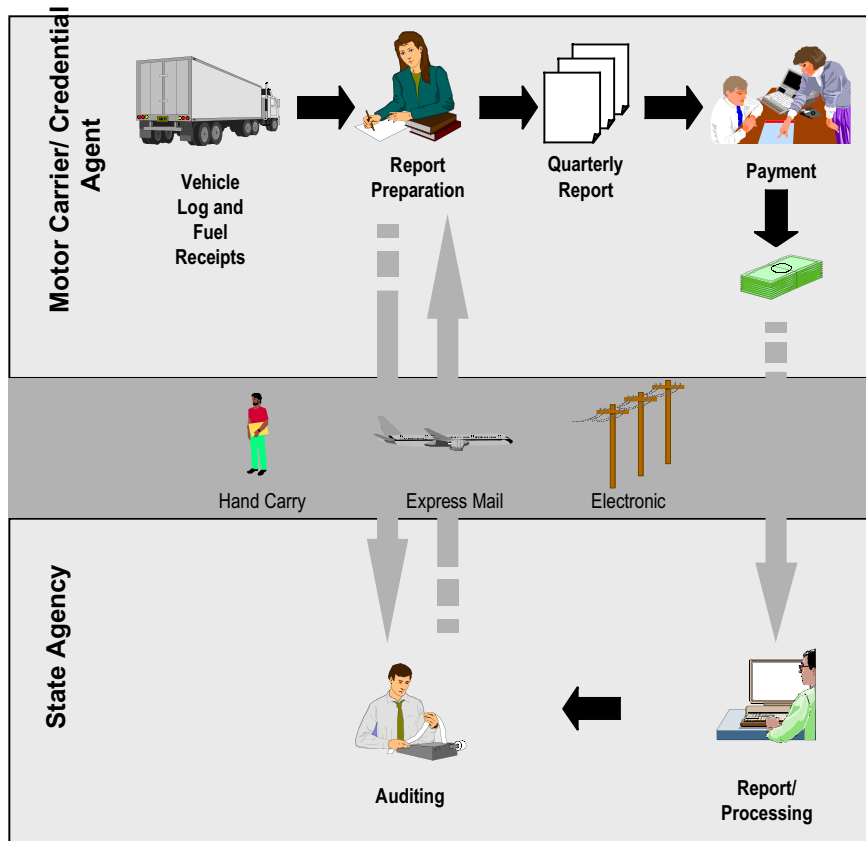 Motor Carrier/ Credential
Agent
Vehicle
Log and
Fuel
Receipts
Report
Preparation
Quarterly
Report
Payment
Hand Carry
Express Mail
Electronic
State Agency
Auditing
Report/
Processing